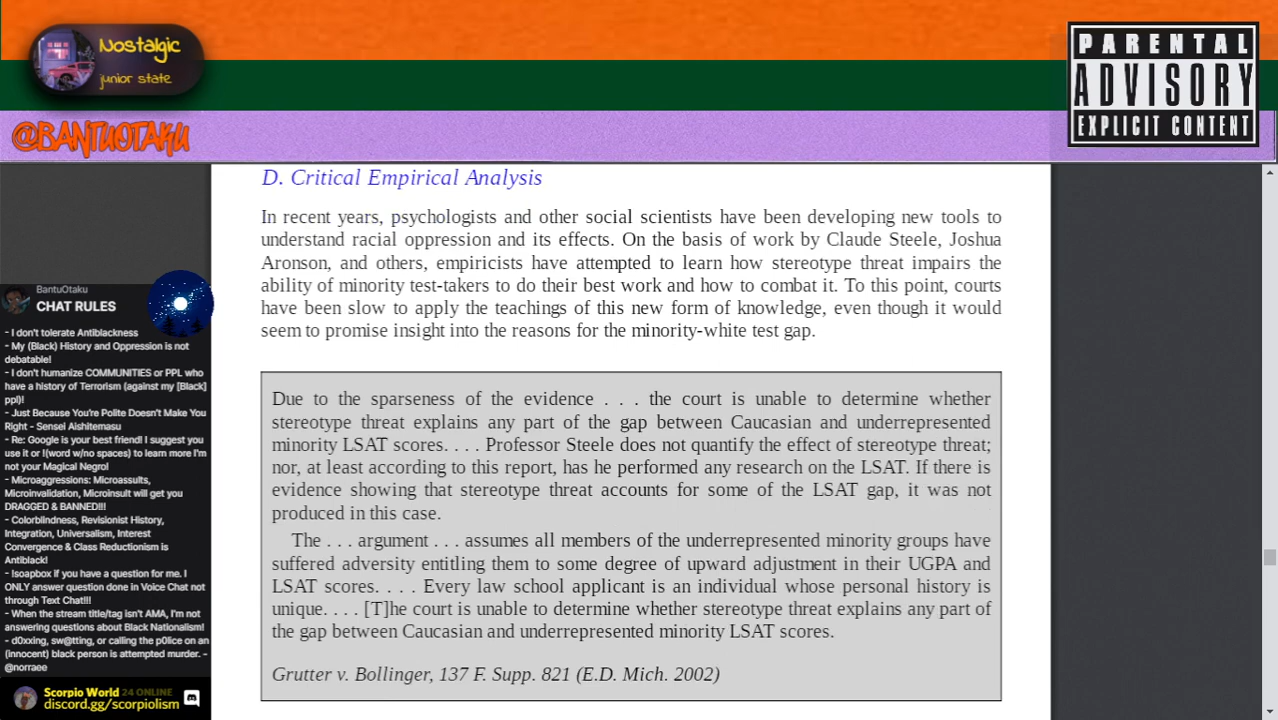 Nostalgic
junior state
PARENTAL
ADVISORY
EXPLICIT CONTENT
@BANTUOTAKU
D. Critical Empirical Analysis
In recent years, psychologists and other social scientists have been developing new tools to
understand racial oppression and its effects. On the basis of work by Claude Steele, Joshua
Aronson, and others, empiricists have attempted to learn how stereotype threat impairs the
ability of minority test-takers to do their best work and how to combat it. To this point, courts
have been slow to apply the teachings of this new form of knowledge, even though it would
seem to promise insight into the reasons for the minority-white test gap.
Due to the sparseness of the evidence . . . the court is unable to determine whether
stereotype threat explains any part of the gap between Caucasian and underrepresented
minority LSAT scores. . . . Professor Steele does not quantify the effect of stereotype threat;
nor, at least according to this report, has he performed any research on the LSAT. If there is
evidence showing that stereotype threat accounts for some of the LSAT gap, it was not
produced in this case.
The . . . argument . . . assumes all members of the underrepresented minority groups have
suffered adversity entitling them to some degree of upward adjustment in their UGPA and
LSAT scores. . . . Every law school applicant is an individual whose personal history is
unique. . . . [T]he court is unable to determine whether stereotype threat explains any part of
the gap between Caucasian and underrepresented minority LSAT scores.
Grutter v. Bollinger, 137 F. Supp. 821 (E.D. Mich. 2002)
BantuOtaku
CHAT RULES
- I don't tolerate Antiblackness
- My (Black) History and Oppression is not
debatable!
- I don't humanize COMMUNITIES or PPL who
have a history of Terrorism (against my [Black]
ppl)!
- Just Because You're Polite Doesn't Make You
Right - Sensei Aishitemasu
- Re: Google is your best friend! I suggest you
use it or !(word w/no spaces) to learn more I'm
not your Magical Negro!
- Microaggressions: Microassults,
Microinvalidation, Microinsult will get you
DRAGGED & BANNED!!!
- Colorblindness, Revisionist History,
Integration, Universalism, Interest
Convergence & Class Reductionism is
Antiblack!
- !soapbox if you have a question for me. I
ONLY answer question done in Voice Chat not
through Text Chat!!!
- When the stream title/tag isn't AMA, I'm not
answering questions about Black Nationalism!
- d0xxing, sw@tting, or calling the p0lice on an
(innocent) black person is attempted murder. -
@norraee
Scorpio World 24 ONLINE
discord.gg/scorpiolism